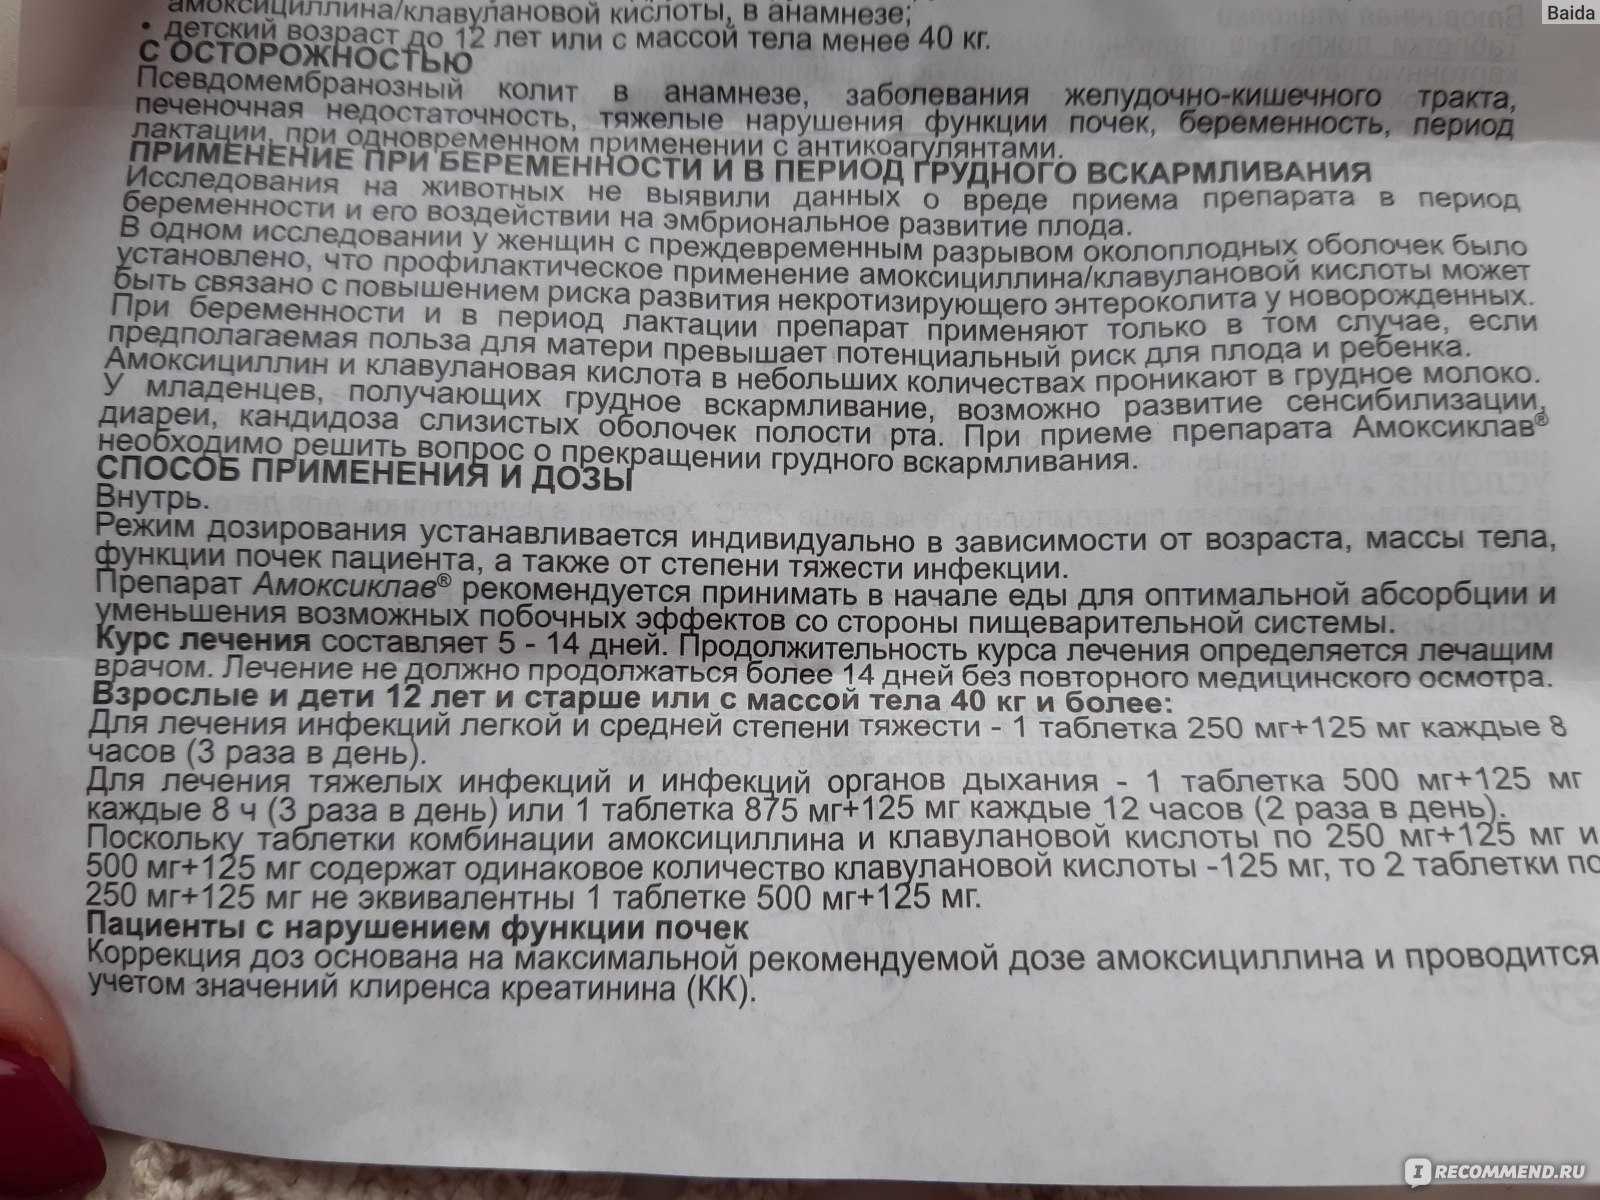 Baida
амоксициллина/клавулановой кислоты, в анамнезе;
• детский возраст до 12 лет или с массой тела менее 40 кг.
С ОСТОРОЖНОСТЬЮ
Псевдомембранозный колит в анамнезе, заболевания желудочно-кишечного тракта,
печеночная недостаточность, тяжелые нарушения функции почек, беременность, период
лактации, при одновременном применении с антикоагулянтами.
ПРИМЕНЕНИЕ ПРИ БЕРЕМЕННОСТИ И В ПЕРИОД ГРУДНОГО ВСКАРМЛИВАНИЯ
Исследования на животных не выявили данных о вреде приема препарата в период
беременности и его воздействии на эмбриональное развитие плода.
В одном исследовании у женщин с преждевременным разрывом околоплодных оболочек было
установлено, что профилактическое применение амоксициллина/клавулановой кислоты может
быть связано с повышением риска развития некротизирующего энтероколита у новорожденных.
При беременности и в период лактации препарат применяют только в том случае, если
предполагаемая польза для матери превышает потенциальный риск для плода и ребенка.
Амоксициллин и клавулановая кислота в небольших количествах проникают в грудное молоко.
У младенцев, получающих грудное вскармливание, возможно развитие сенсибилизации,
диареи, кандидоза слизистых оболочек полости рта. При приеме препарата Амоксиклав®
необходимо решить вопрос о прекращении грудного вскармливания.
СПОСОБ ПРИМЕНЕНИЯ И ДОЗЫ
Внутрь.
Режим дозирования устанавливается индивидуально в зависимости от возраста, массы тела,
функции почек пациента, а также от степени тяжести инфекции.
Препарат Амоксиклав® рекомендуется принимать в начале еды для оптимальной абсорбции и
уменьшения возможных побочных эффектов со стороны пищеварительной системы.
Курс лечения составляет 5 - 14 дней. Продолжительность курса лечения определяется лечащим
врачом. Лечение не должно продолжаться более 14 дней без повторного медицинского осмотра.
Взрослые и дети 12 лет и старше или с массой тела 40 кг и более:
Для лечения инфекций легкой и средней степени тяжести - 1 таблетка 250 мг+125 мг каждые 8
часов (3 раза в день).
Для лечения тяжелых инфекций и инфекций органов дыхания - 1 таблетка 500 мг+125 мг
каждые 8 ч (3 раза в день) или 1 таблетка 875 мг+125 мг каждые 12 часов (2 раза в день).
Поскольку таблетки комбинации амоксициллина и клавулановой кислоты по 250 мг+125 мг и
500 мг+125 мг содержат одинаковое количество клавулановой кислоты -125 мг, то 2 таблетки по
250 мг+125 мг не эквивалентны 1 таблетке 500 мг+125 мг.
Пациенты с нарушением функции почек
Коррекция доз основана на максимальной рекомендуемой дозе амоксициллина и проводится
учетом значений клиренса креатинина (КК).
IRECOMMEND.RU